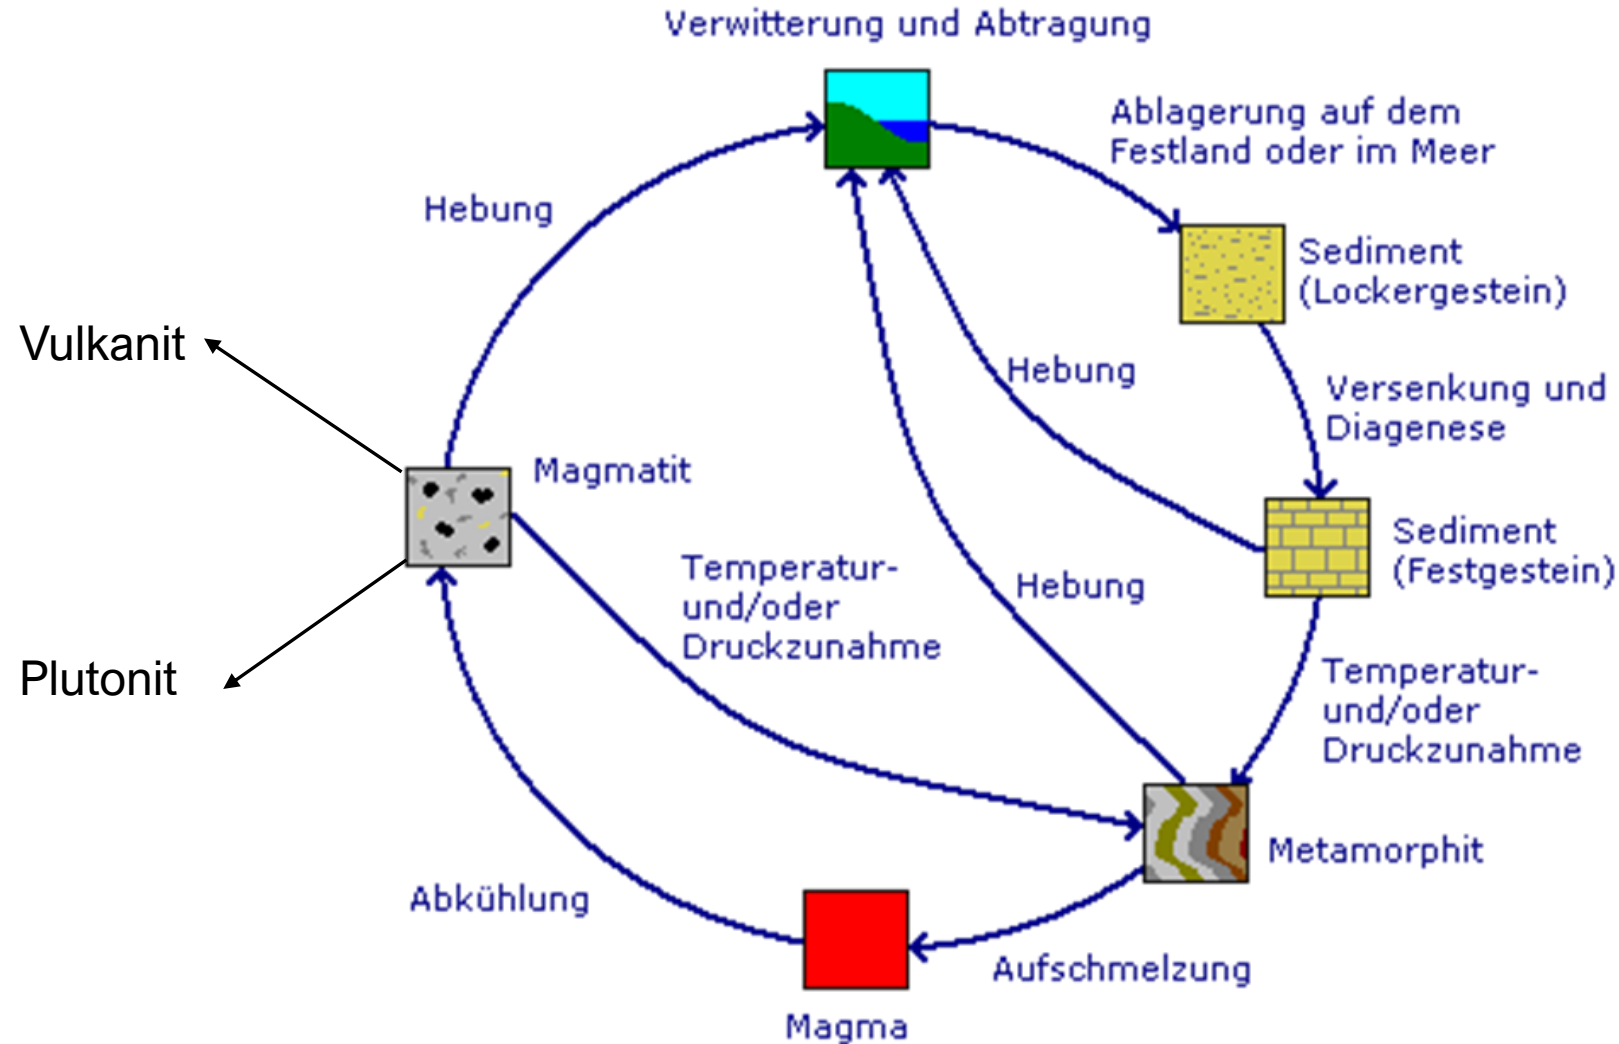 Verwitterung und Abtragung
Ablagerung auf dem
Festland oder im Meer
Hebung
Sediment
(Lockergestein)
Vulkanit
Hebung
Versenkung und
Diagenese
Magmatit
Sediment
(Festgestein)
Temperatur-
und/oder
Druckzunahme
Hebung
Plutonit
Temperatur-
und/oder
Druckzunahme
Metamorphit
Abkühlung
Aufschmelzung
Magma